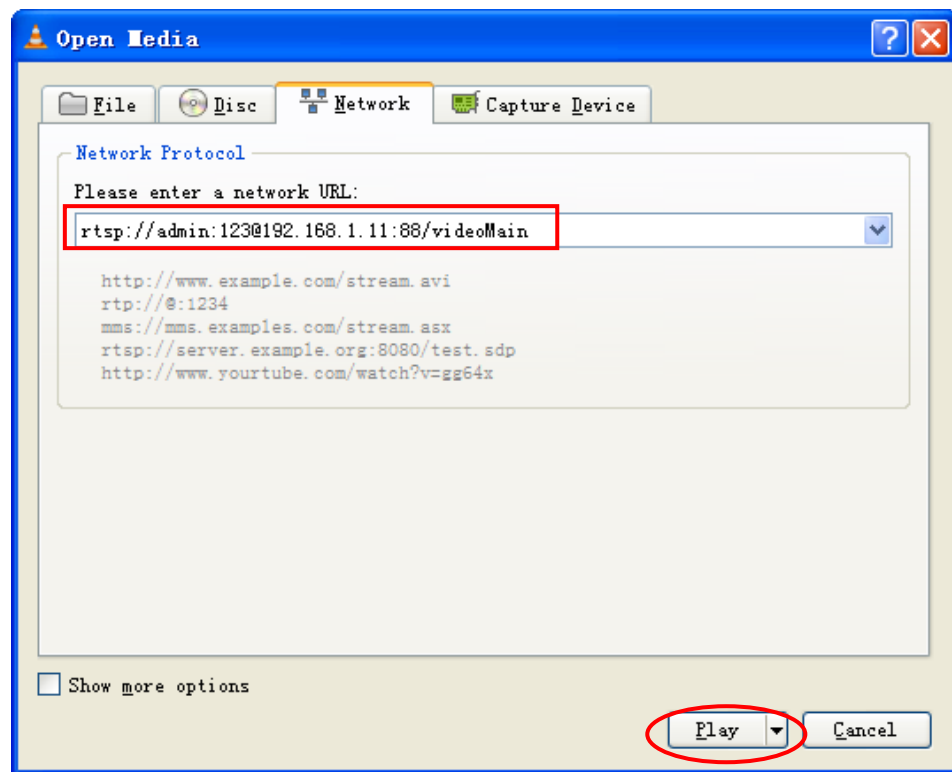 Open Media
File Disc Network Capture Device
Network Protocol
Please enter a network URL:
rtsp://admin:123@192.168.1.11:88/videoMain
http://www.example.com/stream.avi
rtp://@:1234
mms://mms.examples.com/stream.asx
rtsp://server.example.org:8080/test.sdp
http://www.yourtube.com/watch?v=gg64x
Show more options
Play Cancel